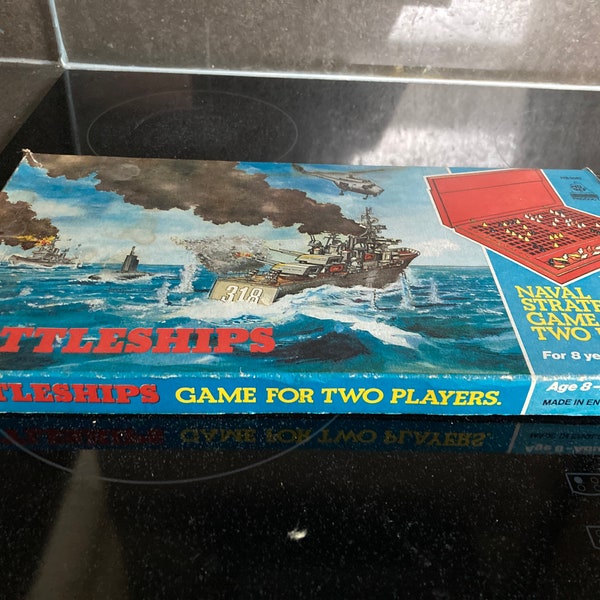 318
TTLESHIPS
NAVAL
STRATE
GAME
TWO
For 8 ye
TTLESHIPS GAME FOR TWO PLAYERS.
Age 8-
MADE IN EN